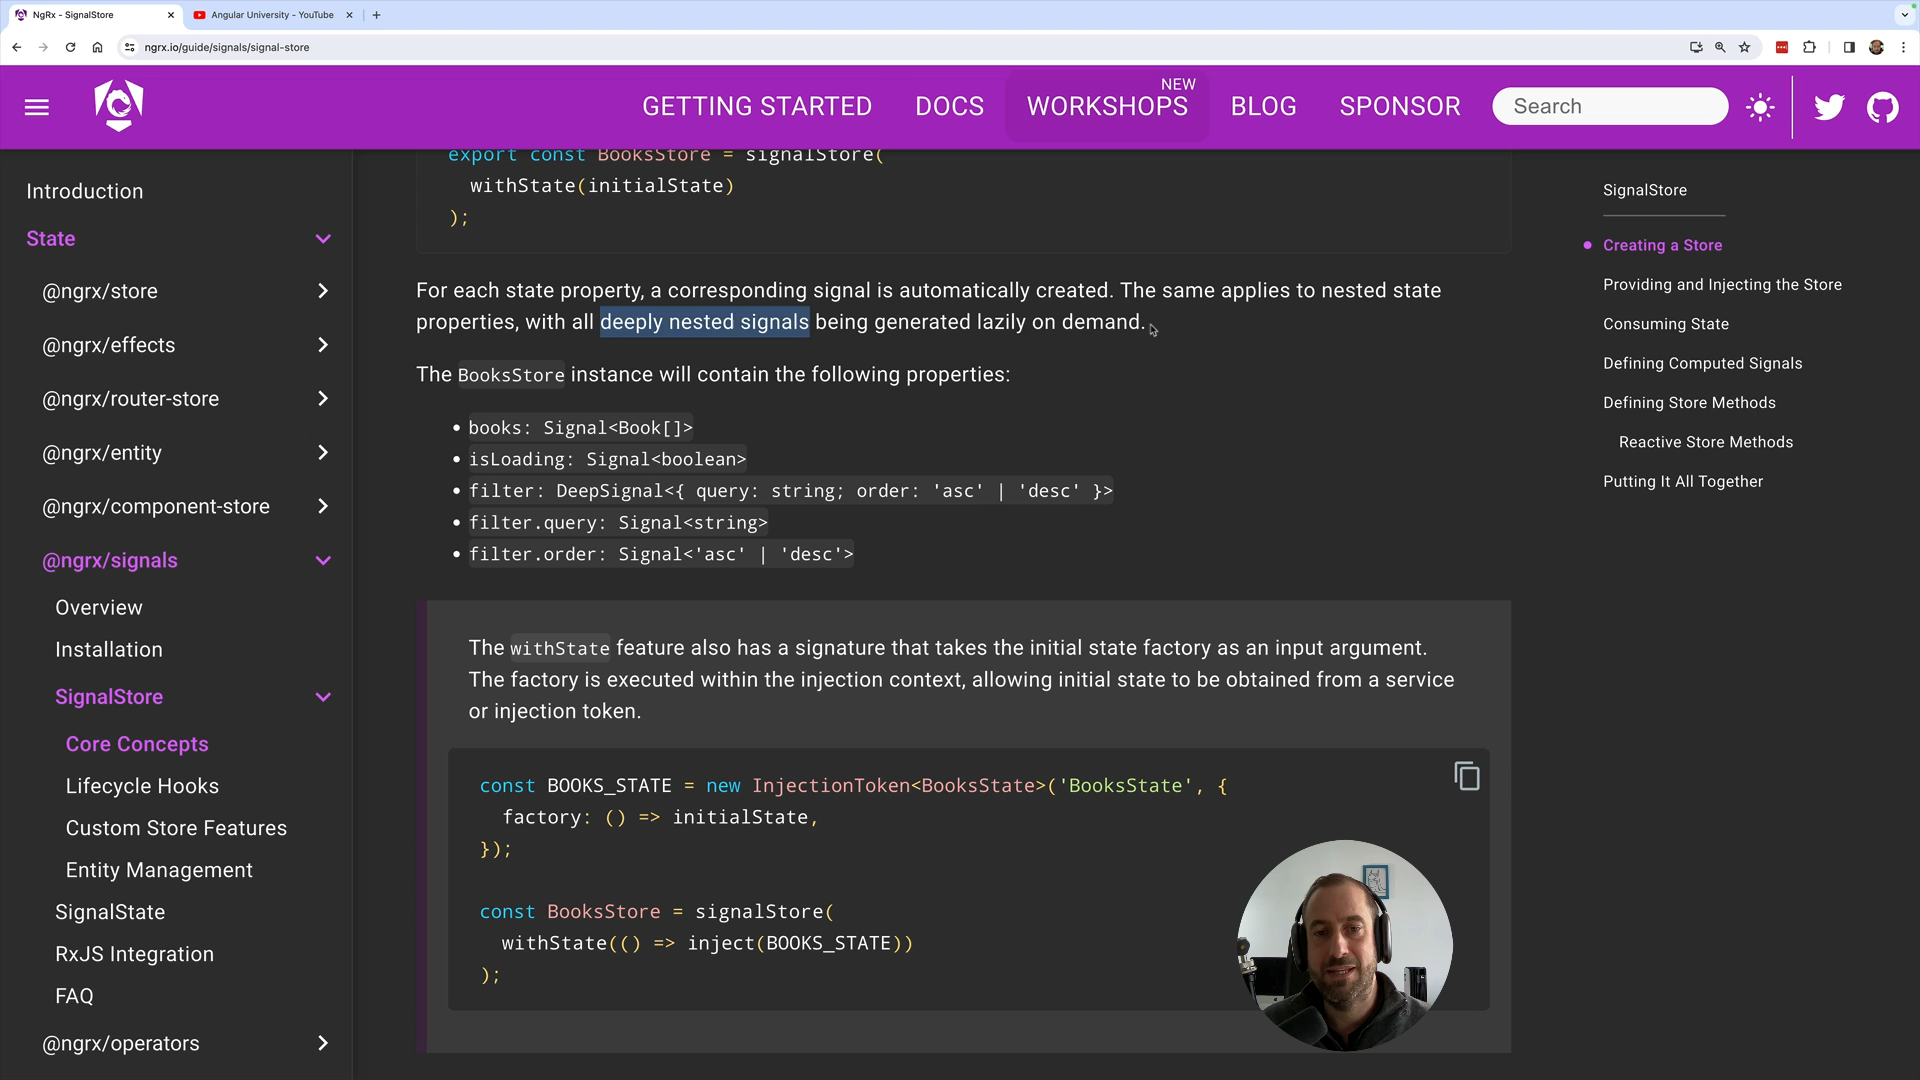 NgRx - SignalStore
Angular University - YouTube
ngrx.io/guide/signals/signal-store
GETTING STARTED
DOCS
NEW
WORKSHOPS
BLOG
SPONSOR
Search
Introduction
State
@ngrx/store
@ngrx/effects
@ngrx/router-store
@ngrx/entity
@ngrx/component-store
@ngrx/signals
Overview
Installation
SignalStore
Core Concepts
Lifecycle Hooks
Custom Store Features
Entity Management
SignalState
RxJS Integration
FAQ
@ngrx/operators
export const BooksStore = signalStore(
withState(initialState)
);
For each state property, a corresponding signal is automatically created. The same applies to nested state
properties, with all deeply nested signals being generated lazily on demand.
The BooksStore instance will contain the following properties:
• books: Signal<Book[]>
• isLoading: Signal<boolean>
• filter: DeepSignal<{ query: string; order: 'asc' | 'desc' }>
• filter.query: Signal<string>
• filter.order: Signal<'asc' | 'desc'>
The withState feature also has a signature that takes the initial state factory as an input argument.
The factory is executed within the injection context, allowing initial state to be obtained from a service
or injection token.
const BOOKS_STATE = new InjectionToken<BooksState>('BooksState', {
factory: () => initialState,
});
const BooksStore = signalStore(
withState(() => inject(BOOKS_STATE))
);
SignalStore
Creating a Store
Providing and Injecting the Store
Consuming State
Defining Computed Signals
Defining Store Methods
Reactive Store Methods
Putting It All Together